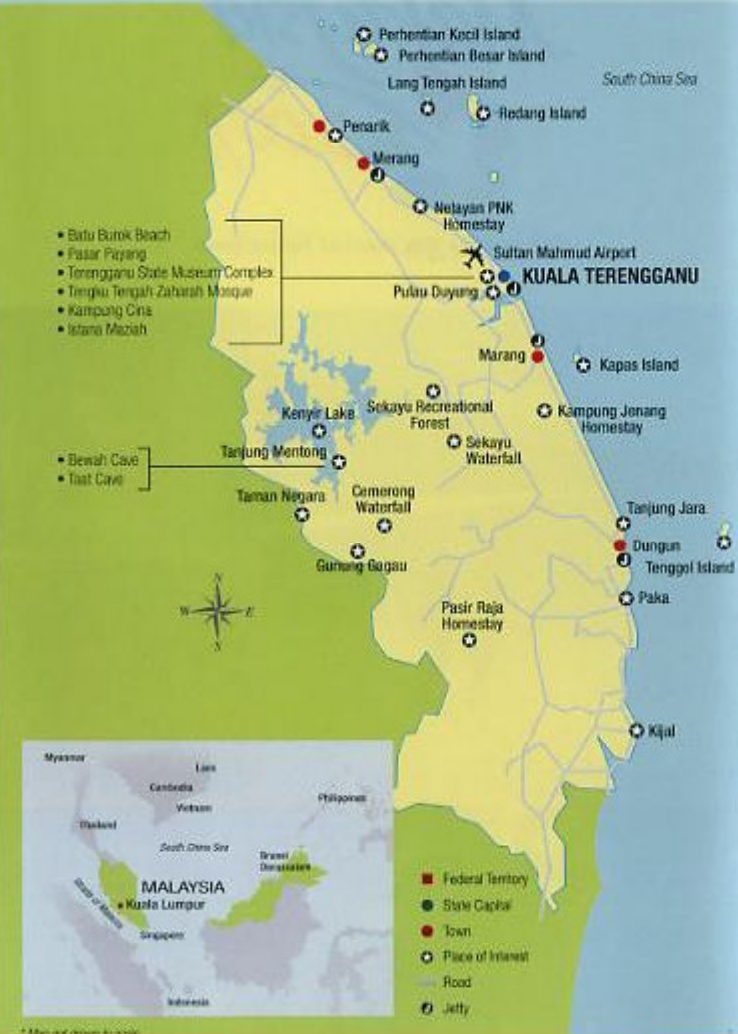 Perhentian Kecil Island
Perhentian Besar Island
Lang Tengah Island
South China Sea
Redang Island
Penarik
Merang
Nelayan PNK
Homestay
• Batu Burok Beach
• Pasar Payang
• Terengganu State Museum Complex
• Tengku Tengah Zaharah Mosque
• Kampung Cina
• Istana Maziah
Sultan Mahmud Airport
KUALA TERENGGANU
Pulau Duyung
Marang
Kapas Island
Kenyir Lake
Sekayu Recreational
Forest
Kampung Jenang
Homestay
Sekayu
Waterfall
• Bewah Cave
• Taat Cave
Tanjung Mentong
Taman Negara
Cemerong
Waterfall
Tanjung Jara
Dungun
Tenggol Island
Gunung Gagau
Paka
N
W
E
S
Pasir Raja
Homestay
Kijal
Myanmar
Laos
Cambodia
Vietnam
Philippines
Thailand
South China Sea
Brunei
Darussalam
MALAYSIA
Kuala Lumpur
Singapore
Indonesia
Federal Territory
State Capital
Town
Place of Interest
Road
Jetty